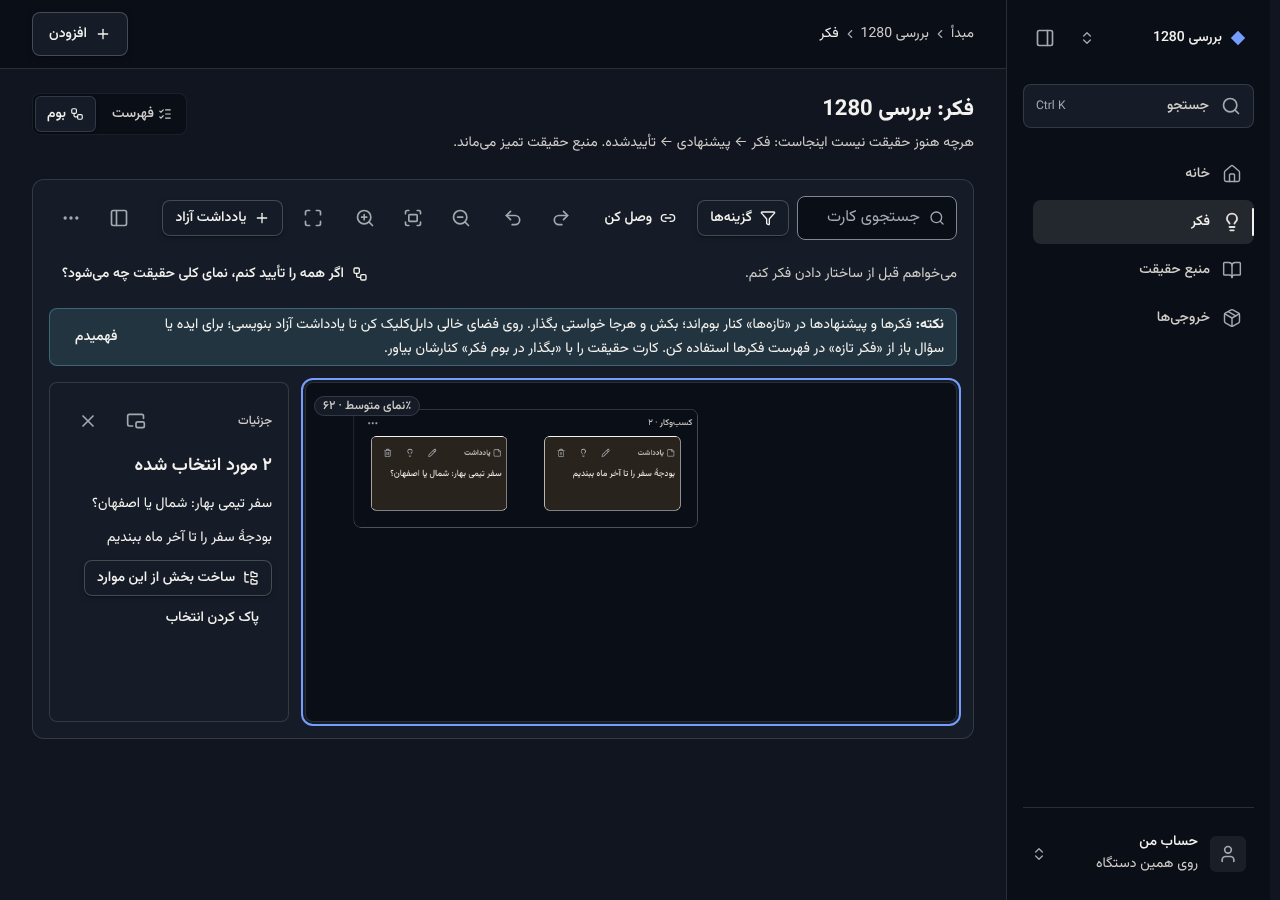 بررسی 1280
جستجو
Ctrl K
خانه
فکر
منبع حقیقت
خروجی‌ها
حساب من
روی همین دستگاه
مبدأ › بررسی 1280 › فکر
افزودن
فکر: بررسی 1280
هرچه هنوز حقیقت نیست اینجاست: فکر ← پیشنهادی ← تأییدشده. منبع حقیقت تمیز می‌ماند.
فهرست
بوم
جستجوی کارت
گزینه‌ها
وصل کن
یادداشت آزاد
می‌خواهم قبل از ساختار دادن فکر کنم.
اگر همه را تأیید کنم، نمای کلی حقیقت چه می‌شود؟
نکته: فکرها و پیشنهادها در «تازه‌ها» کنار بوم‌اند؛ بکش و هرجا خواستی بگذار. روی فضای خالی دابل‌کلیک کن تا یادداشت آزاد بنویسی؛ برای ایده یا
سؤال باز از «فکر تازه» در فهرست فکرها استفاده کن. کارت حقیقت را با «بگذار در بوم فکر» کنارشان بیاور.
فهمیدم
٪نمای متوسط · ۶۲
کسب‌وکار · ۲
یادداشت
بودجهٔ سفر را تا آخر ماه ببندیم
یادداشت
سفر تیمی بهار: شمال یا اصفهان؟
جزئیات
۲ مورد انتخاب شده
سفر تیمی بهار: شمال یا اصفهان؟
بودجهٔ سفر را تا آخر ماه ببندیم
ساخت بخش از این موارد
پاک کردن انتخاب